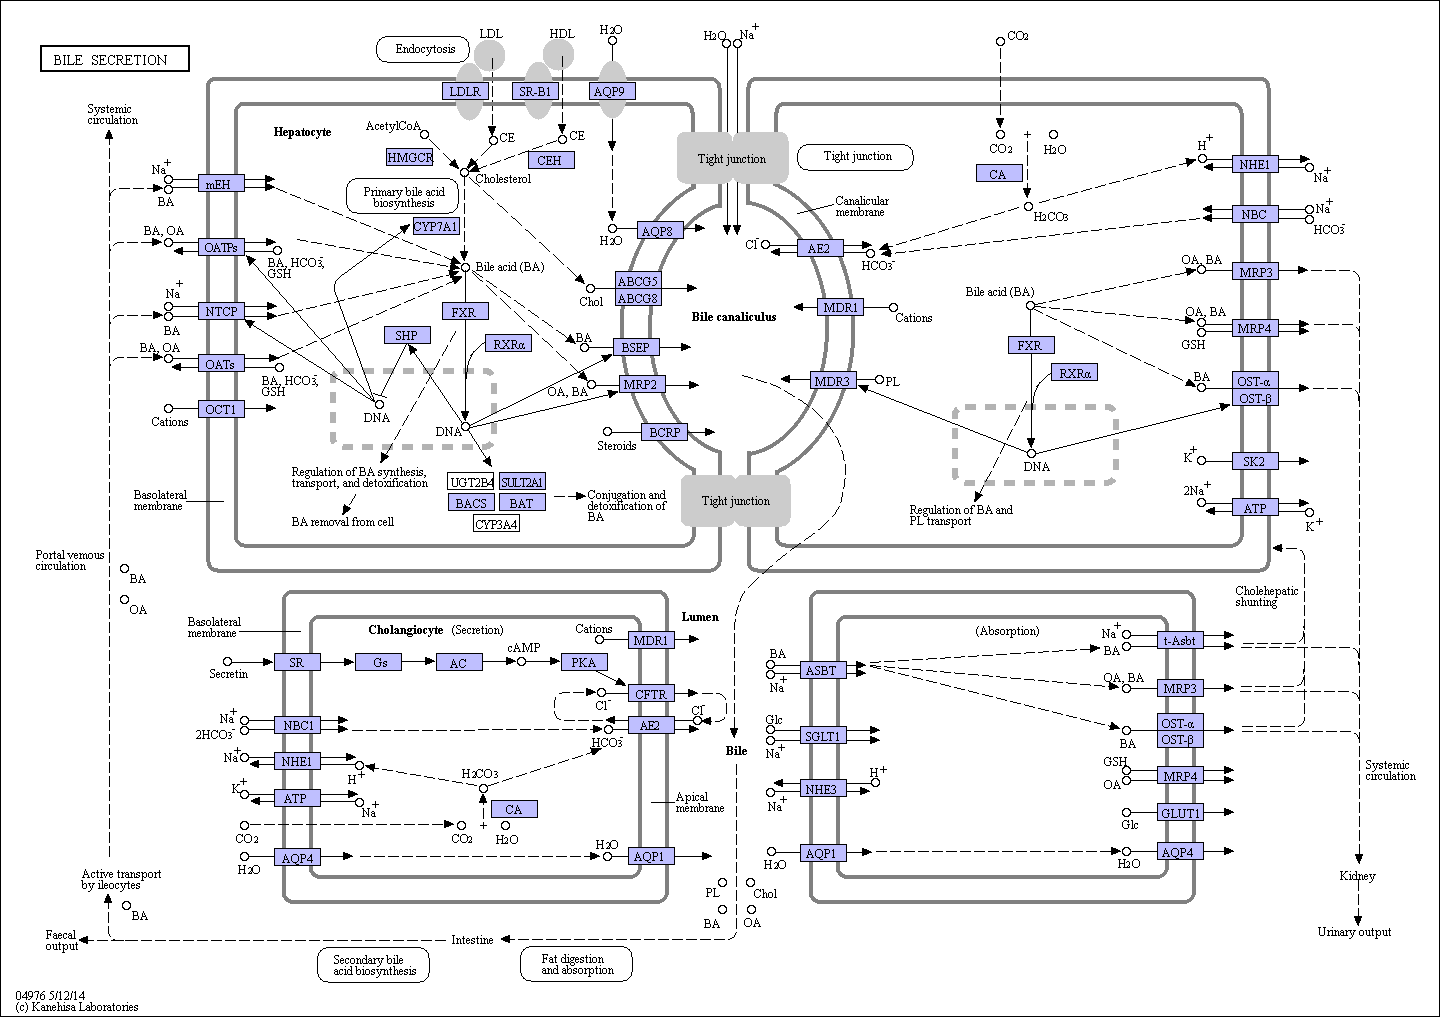 BILE SECRETION
Endocytosis
LDL
HDL
H2O
H2O
Na+
CO2
LDLR
SR-B1
AQP9
Systemic
circulation
Hepatocyte
AcetylCoA
CE
CE
HMGCR
CEH
Cholesterol
Tight junction
Tight junction
CO2
+
H2O
CA
H2CO3
H+
NHE1
Na+
Na+
mEH
BA
Primary bile acid
biosynthesis
CYP7A1
Canalicular
membrane
NBC
Na+
HCO3-
BA, OA
OATPs
BA, HCO3-,
GSH
H2O
AQP8
Cl-
AE2
HCO3-
Bile acid (BA)
OA, BA
MRP3
Na+
NTCP
BA
FXR
Chol
ABCG5
ABCG8
Bile canaliculus
MDR1
Cations
Bile acid (BA)
OA, BA
MRP4
GSH
SHP
RXRα
BA
BSEP
FXR
BA, OA
OATs
BA, HCO3-,
GSH
OA, BA
MRP2
MDR3
PL
RXRα
BA
OST-α
OST-β
OCT1
Cations
DNA
DNA
Steroids
BCRP
DNA
K+
SK2
Regulation of BA synthesis,
transport, and detoxification
BA removal from cell
UGT2B4
SULT2A1
BACS
BAT
CYP3A4
Conjugation and
detoxification of
BA
Tight junction
Regulation of BA and
PL transport
2Na+
ATP
K+
Basolateral
membrane
Portal venous
circulation
BA
OA
Cholehepatic
shunting
Basolateral
membrane
Cholangiocyte (Secretion)
Cations
MDR1
Lumen
(Absorption)
Na+
BA
t-Asbt
Secretin
SR
Gs
AC
cAMP
PKA
BA
Na+
ASBT
Cl-
CFTR
OA, BA
MRP3
Na+
2HCO3-
NBC1
HCO3-
AE2
Cl-
Glc
Na+
SGLT1
BA
OST-α
OST-β
Bile
Na+
NHE1
H+
H2CO3
GSH
OA
MRP4
Systemic
circulation
K+
ATP
Na+
CA
Apical
membrane
NHE3
H+
Na+
Glc
GLUT1
CO2
CO2
+
H2O
H2O
AQP4
H2O
AQP1
H2O
AQP1
H2O
AQP4
Active transport
by ileocytes
BA
PL
Chol
BA
OA
Kidney
Faecal
output
Intestine
Urinary output
Secondary bile
acid biosynthesis
Fat digestion
and absorption
04976 5/12/14
(c) Kanehisa Laboratories